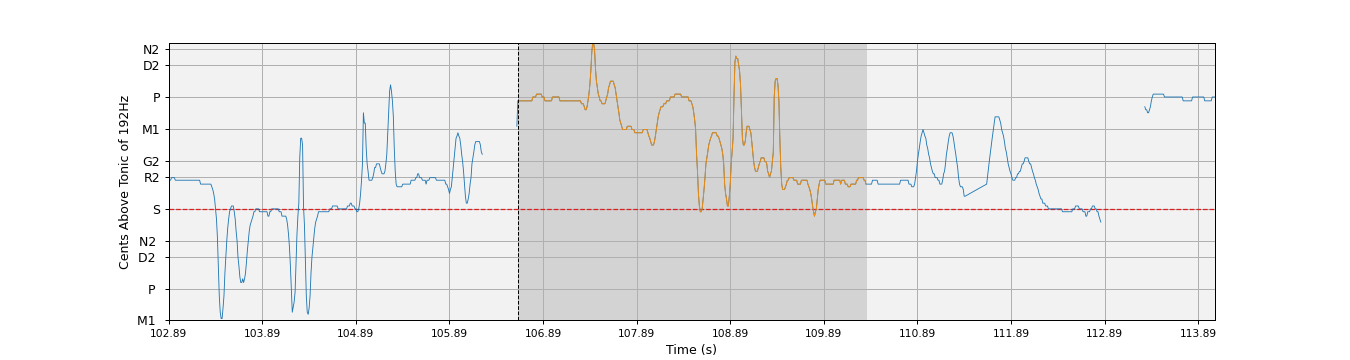 Cents Above Tonic of 192Hz
N2
D2
P
M1
G2
R2
S
N2
D2
P
M1
102.89 103.89 104.89 105.89 106.89 107.89 108.89 109.89 110.89 111.89 112.89 113.89
Time (s)